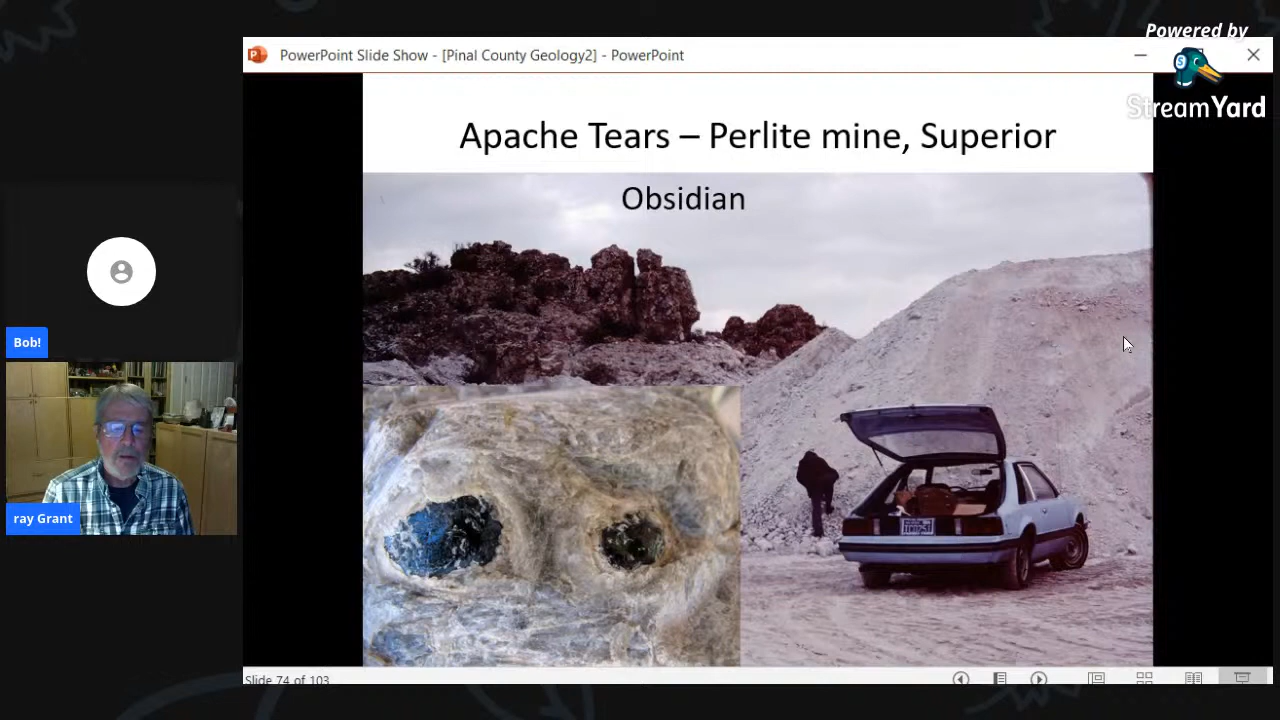 Powered by
StreamYard
PowerPoint Slide Show - [Pinal County Geology2] - PowerPoint
Apache Tears – Perlite mine, Superior
Obsidian
Bob!
ray Grant
Slide 74 of 103